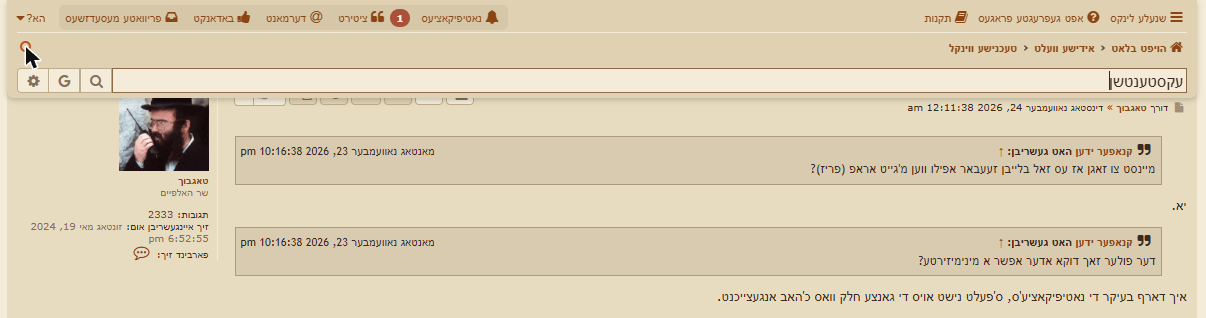 שנעלע לינקס אפט געפרעגטע פראגעס תקנות נאטיפיקאציעס 1 ציטירט דערמאנט באדאנקט פריוואטע מעסעדזשעס הא?
הויפט בלאט ‹ אידישע וועלט ‹ טעכנישע ווינקל
עקסטענטשן
דורך טאגבוך » דינסטאג נאוועמבער 24, 2026 12:11:38 am
קנאפער ידען האט געשריבן: ↑ מאנטאג נאוועמבער 23, 2026 10:16:38 pm
מיינסט צו זאגן אז עס זאל בלייבן זעעבאר אפילו ווען מ'גייט אראפ (פריז)?
יא.
קנאפער ידען האט געשריבן: ↑ מאנטאג נאוועמבער 23, 2026 10:16:38 pm
דער פולער זאך דוקא אדער אפשר א מינימיזירטע?
איך דארף בעיקר די נאטיפיקאציע'ס, ס'פעלט נישט אויס די גאנצע חלק וואס כ'האב אנגעצייכנט.
טאגבוך
שר האלפיים
תגובות: 2333
זיך איינגעשריבן אום: זונטאג מאי 19, 2024
6:52:55 pm
פארבינד זיך: